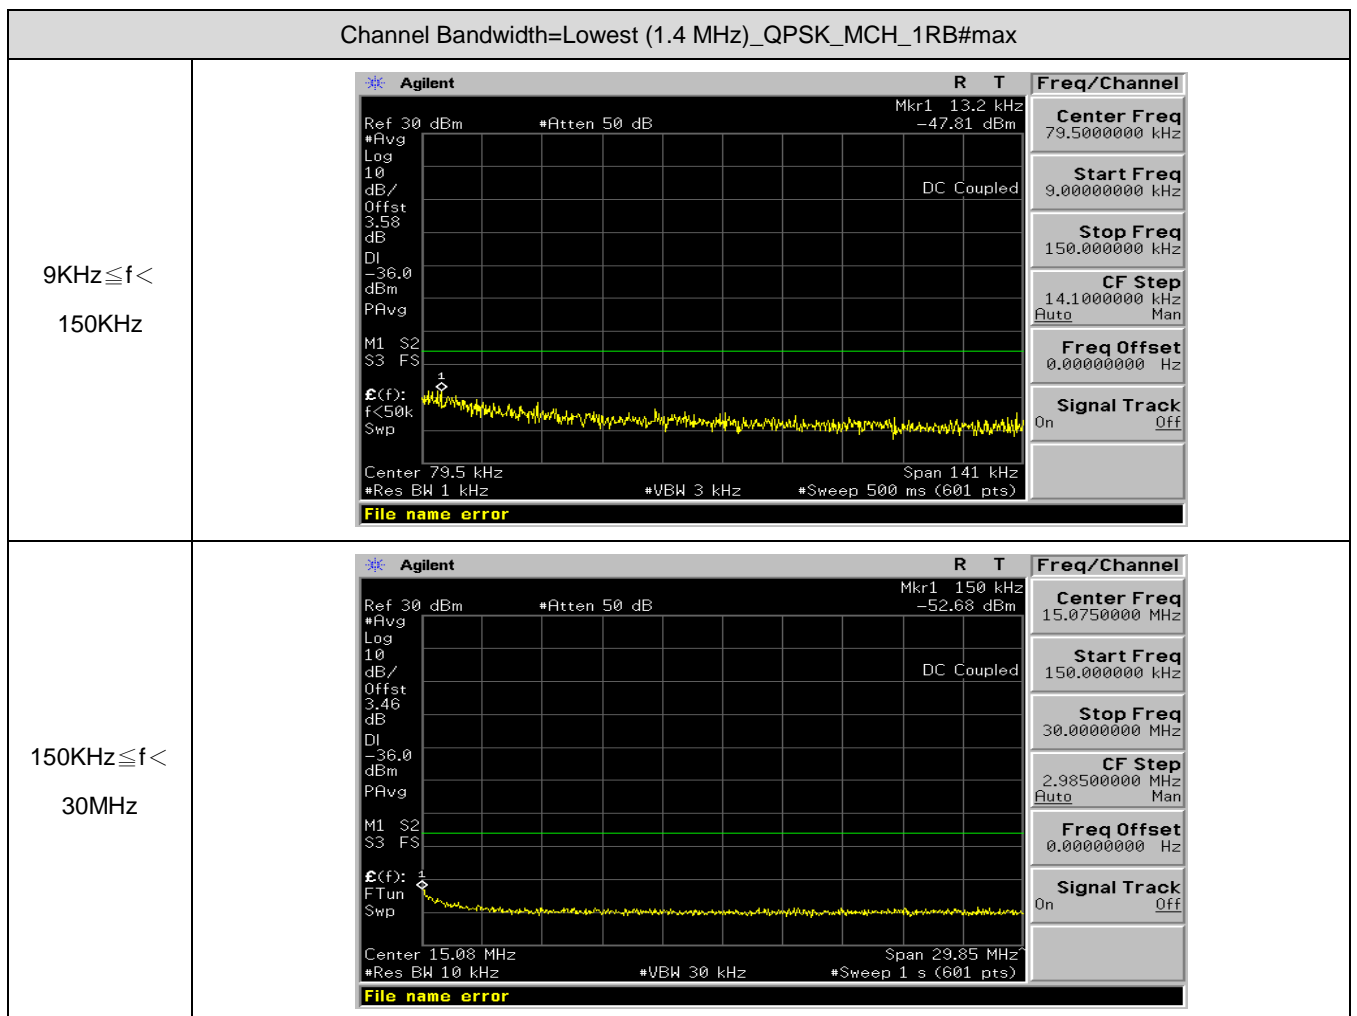 Channel Bandwidth=Lowest (1.4 MHz)_QPSK_MCH_1RB#max
9KHz≦f<
150KHz
Agilent R T
Mkr1 13.2 kHz
Ref 30 dBm #Atten 50 dB -47.81 dBm
#Avg
Log
10
dB/
Offst
3.58
dB
DI
-36.0
dBm
PAvg
M1 S2
S3 FS
£(f):
f<50k
Swp
DC Coupled
1
Center 79.5 kHz Span 141 kHz
#Res BW 1 kHz #VBW 3 kHz #Sweep 500 ms (601 pts)
File name error
Freq/Channel
Center Freq
79.5000000 kHz
Start Freq
9.00000000 kHz
Stop Freq
150.000000 kHz
CF Step
14.1000000 kHz
Auto Man
Freq Offset
0.00000000 Hz
Signal Track
On Off
150KHz≦f<
30MHz
Agilent R T
Mkr1 150 kHz
Ref 30 dBm #Atten 50 dB -52.68 dBm
#Avg
Log
10
dB/
Offst
3.46
dB
DI
-36.0
dBm
PAvg
M1 S2
S3 FS
£(f):
FTun
Swp
DC Coupled
1
Center 15.08 MHz Span 29.85 MHz^
#Res BW 10 kHz #VBW 30 kHz #Sweep 1 s (601 pts)
File name error
Freq/Channel
Center Freq
15.0750000 MHz
Start Freq
150.000000 kHz
Stop Freq
30.0000000 MHz
CF Step
2.98500000 MHz
Auto Man
Freq Offset
0.00000000 Hz
Signal Track
On Off